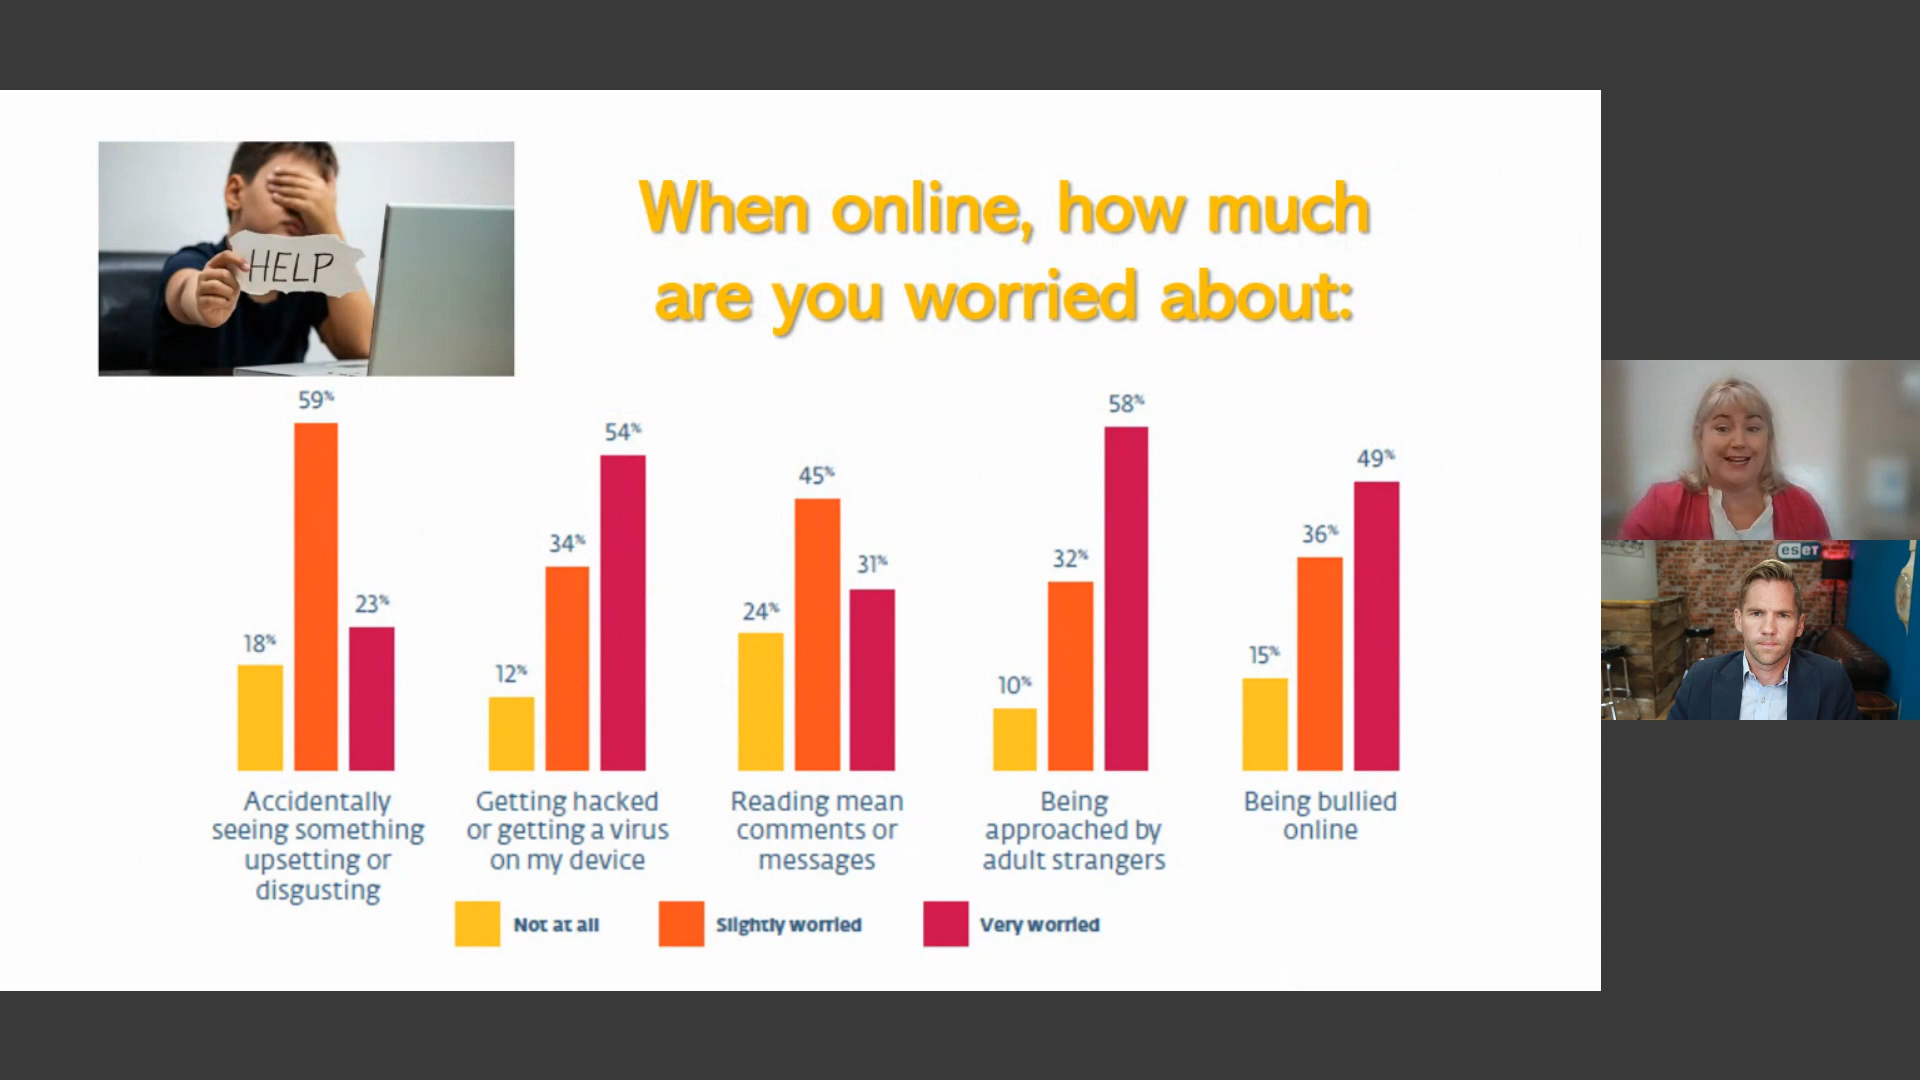 HELP
When online, how much
are you worried about:
59%
18%
23%
54%
34%
12%
45%
24%
31%
58%
32%
10%
49%
36%
15%
Accidentally
seeing something
upsetting or
disgusting
Getting hacked
or getting a virus
on my device
Reading mean
comments or
messages
Being
approached by
adult strangers
Being bullied
online
Not at all
Slightly worried
Very worried
eseT